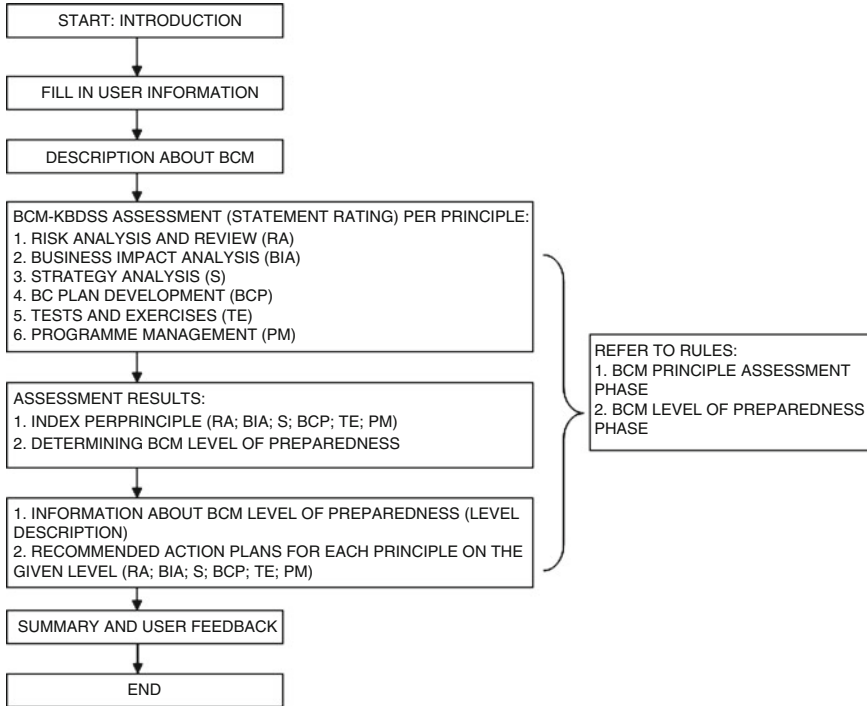 START: INTRODUCTION
FILL IN USER INFORMATION
DESCRIPTION ABOUT BCM
BCM-KBDSS ASSESSMENT (STATEMENT RATING) PER PRINCIPLE:
1. RISK ANALYSIS AND REVIEW (RA)
2. BUSINESS IMPACT ANALYSIS (BIA)
3. STRATEGY ANALYSIS (S)
4. BC PLAN DEVELOPMENT (BCP)
5. TESTS AND EXERCISES (TE)
6. PROGRAMME MANAGEMENT (PM)
REFER TO RULES:
1. BCM PRINCIPLE ASSESSMENT
PHASE
2. BCM LEVEL OF PREPAREDNESS
PHASE
ASSESSMENT RESULTS:
1. INDEX PERPRINCIPLE (RA; BIA; S; BCP; TE; PM)
2. DETERMINING BCM LEVEL OF PREPAREDNESS
1. INFORMATION ABOUT BCM LEVEL OF PREPAREDNESS (LEVEL
DESCRIPTION)
2. RECOMMENDED ACTION PLANS FOR EACH PRINCIPLE ON THE
GIVEN LEVEL (RA; BIA; S; BCP; TE; PM)
SUMMARY AND USER FEEDBACK
END